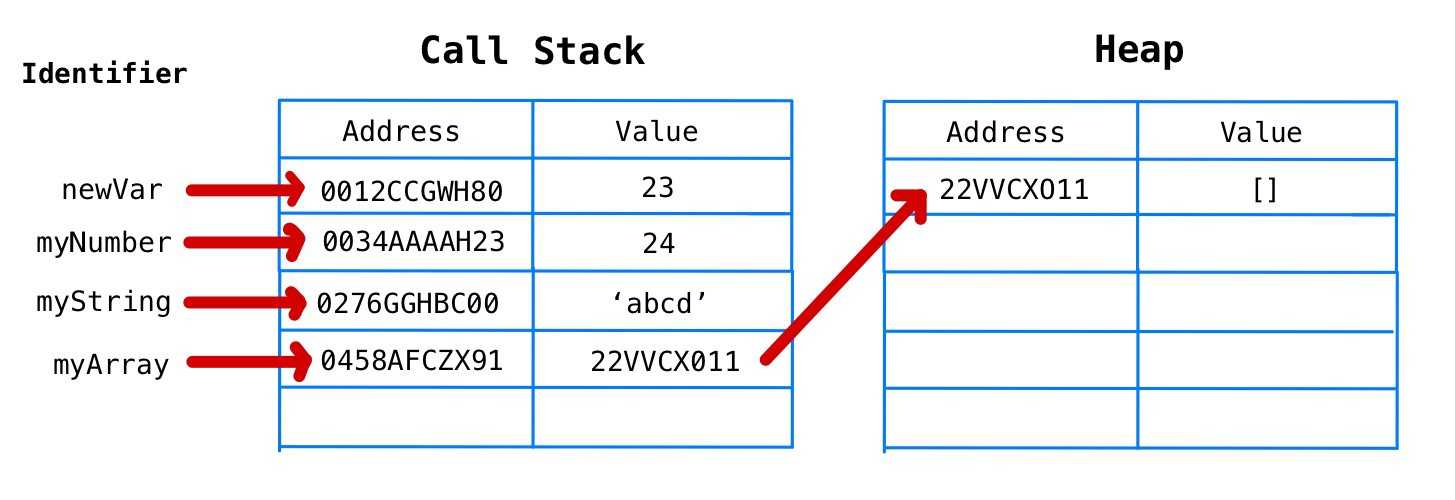 Call Stack
Heap
Identifier
Address Value
Address Value
newVar 0012CCGWH80 23
22VVCXO11 []
myNumber 0034AAAAH23 24
myString 0276GGHBC00 ‘abcd’
myArray 0458AFCZX91 22VVCX011